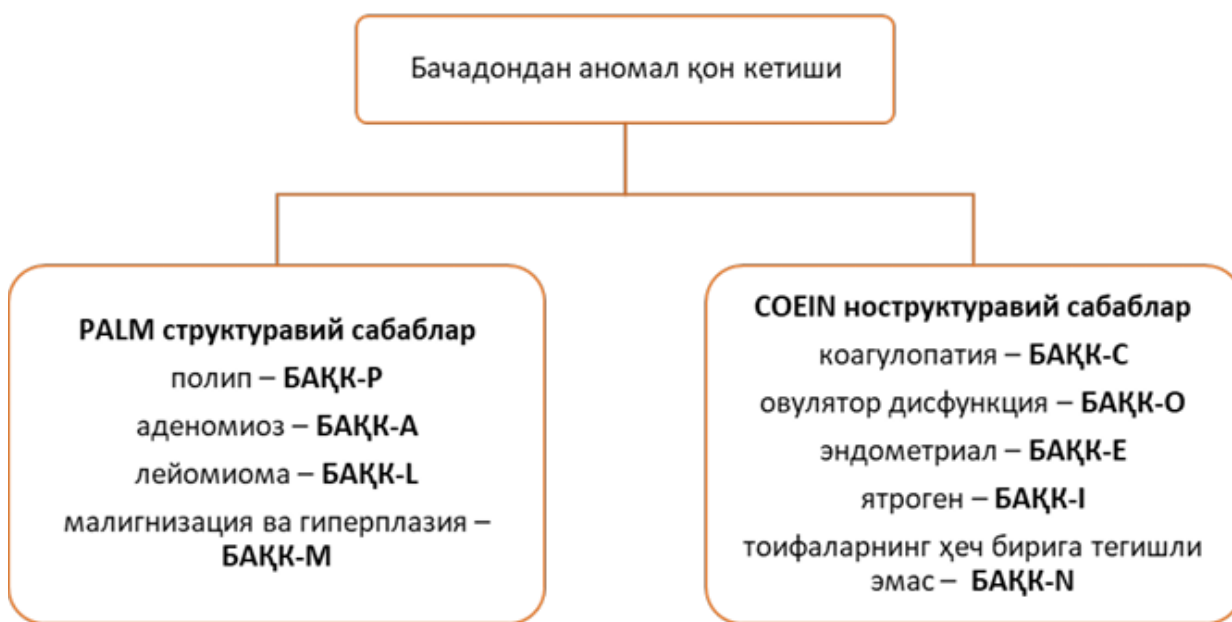 Бачадондан аномал қон кетиши
PALM структуравий сабаблар
полип – БАҚК-P
аденомиоз – БАҚК-A
лейомиома – БАҚК-L
малигнизация ва гиперплазия –
БАҚК-M
COEIN ноструктуравий сабаблар
коагулопатия – БАҚК-C
овулятор дисфункция – БАҚК-O
эндометриал – БАҚК-E
ятроген – БАҚК-I
тоифаларнинг ҳеч бирига тегишли
эмас – БАҚК-N